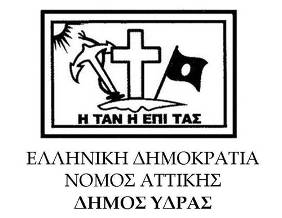 Η ΤΑΝ Η ΕΠΙ ΤΑΣ
ΕΛΛΗΝΙΚΗ ΔΗΜΟΚΡΑΤΙΑ
ΝΟΜΟΣ ΑΤΤΙΚΗΣ
ΔΗΜΟΣ ΥΔΡΑΣ